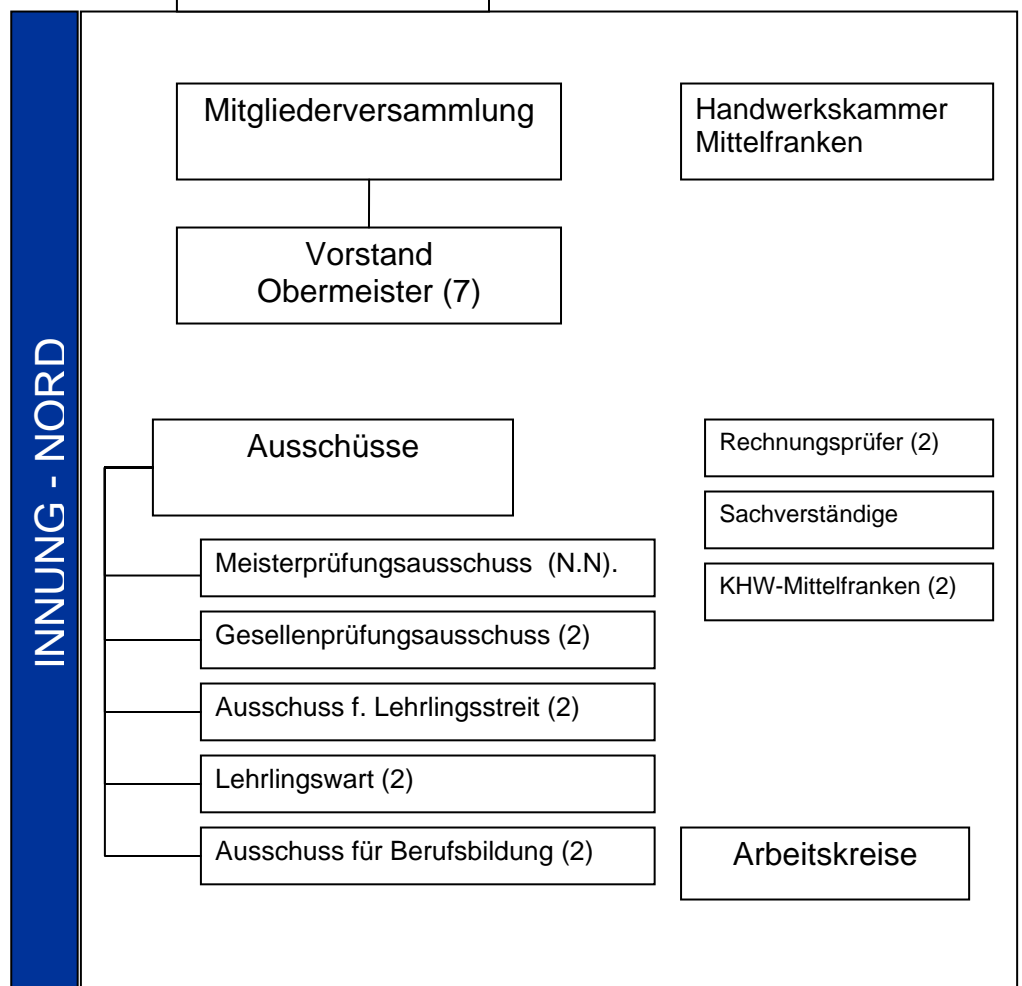 INNUNG - NORD
Mitgliederversammlung
Handwerkskammer
Mittelfranken
Vorstand
Obermeister (7)
Ausschüsse
Rechnungsprüfer (2)
Sachverständige
KHW-Mittelfranken (2)
Meisterprüfungsausschuss (N.N).
Gesellenprüfungsausschuss (2)
Ausschuss f. Lehrlingsstreit (2)
Lehrlingswart (2)
Ausschuss für Berufsbildung (2)
Arbeitskreise